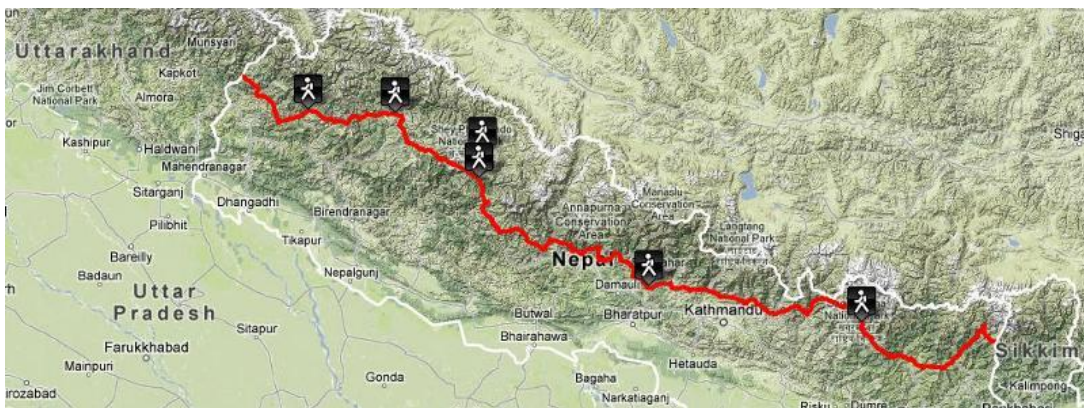 Munsyari
Uttarakhand
Kapkot
Jim Corbett
National Park
Almora
Kashipur
Haldwani
Mahendranagar
Sitarganj
Dhangadhi
Pilibhit
Birendranagar
Tikapur
Bareilly
Badaun
Nepalgunj
Uttar
Pradesh
Sitapur
Farukkhabad
Mainpuri
Gonda
Butwal
Bhairahawa
Bharatpur
Nepal
Damauli
Annapurna
Conservation
Area
Manaslu
Conservation
Area
Langtang
National Park
Kathmandu
Hetauda
Bagaha
Narkatiaganj
Sikkim
Kalimpong
Dumre